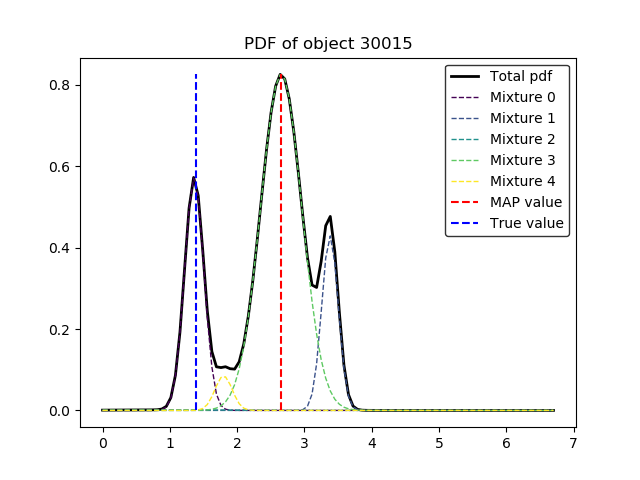 PDF of object 30015
Total pdf
Mixture 0
Mixture 1
Mixture 2
Mixture 3
Mixture 4
MAP value
True value
0.8
0.6
0.4
0.2
0.0
0 1 2 3 4 5 6 7